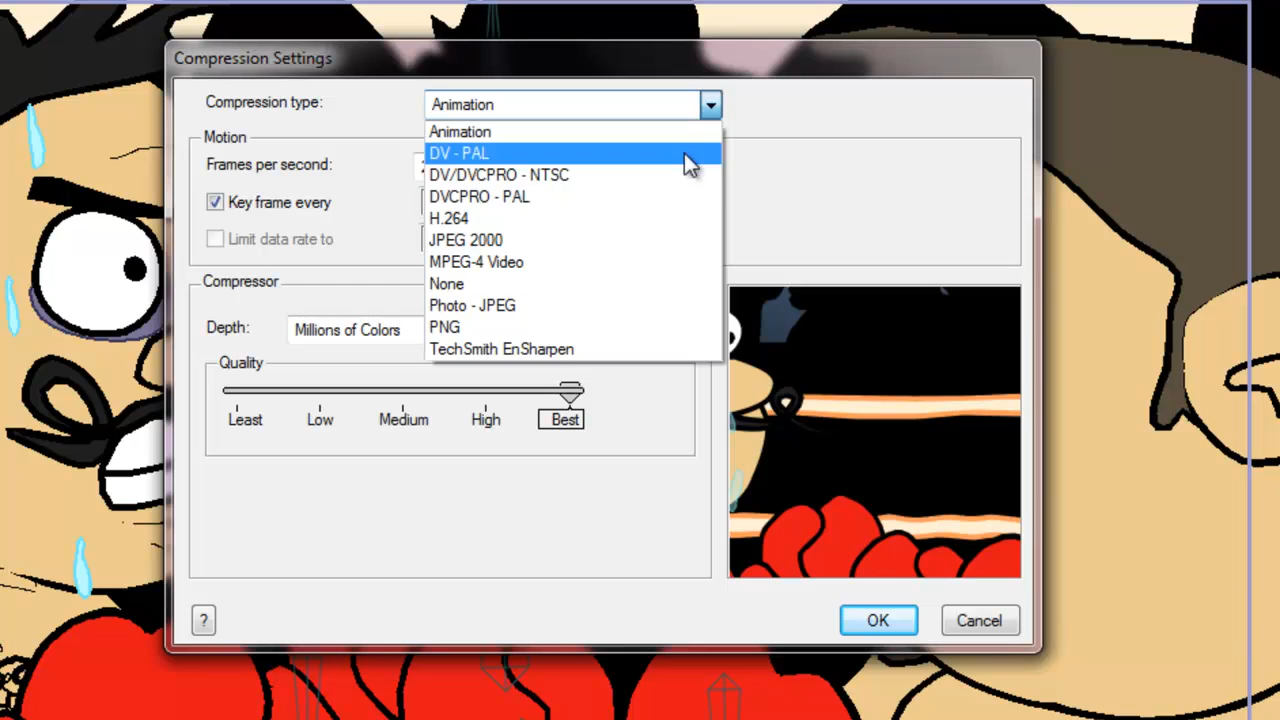 Compression Settings
Compression type:
Animation
Animation
DV - PAL
DV/DVCPRO - NTSC
DVCPRO - PAL
H.264
JPEG 2000
MPEG-4 Video
None
Photo - JPEG
PNG
TechSmith EnSharpen
Motion
Frames per second:
Key frame every
Limit data rate to
Compressor
Depth:
Millions of Colors
Quality
Least Low Medium High Best
?
OK
Cancel